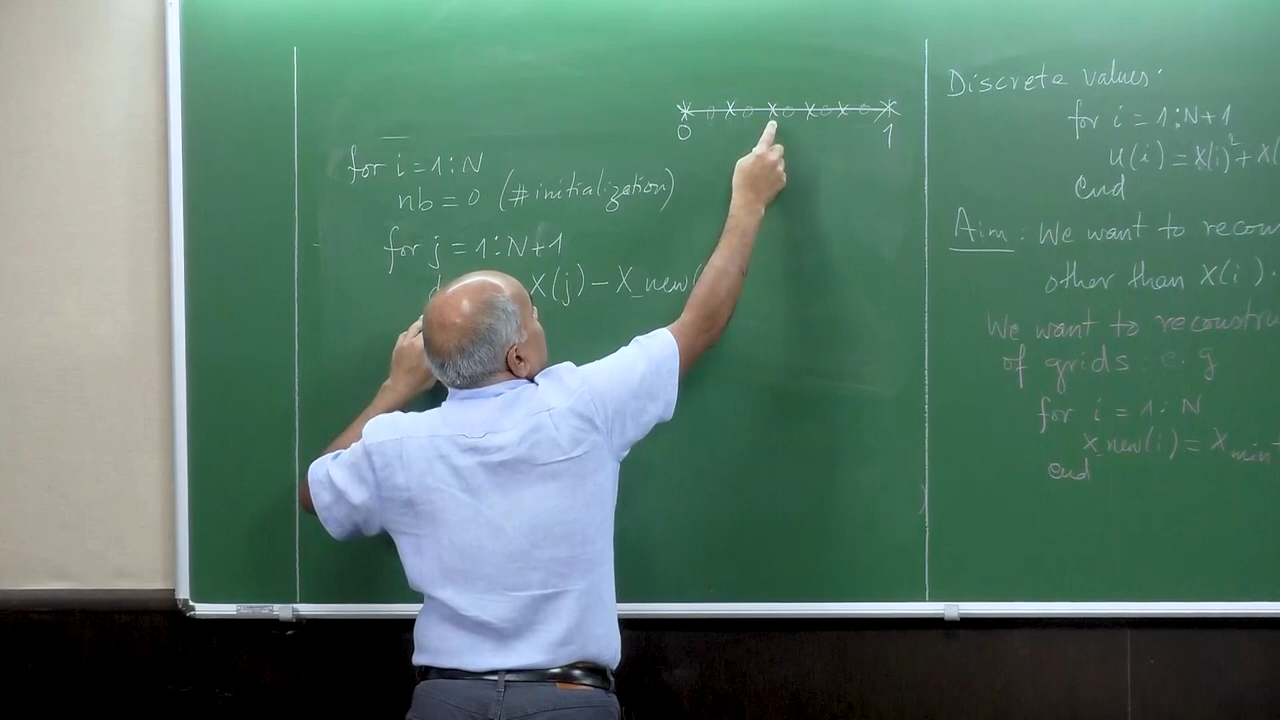 0 1
for i = 1:N
nb = 0 (# initialization)
for j = 1:N+1
X(j) - X_new(
Discrete values:
for i = 1:N+1
u(i) = X(i)² + X(
end
Aim: We want to recon
other than X(i).
We want to reconstru
of grids. e.g
for i = 1:N
X_new(i) = X_min +
end